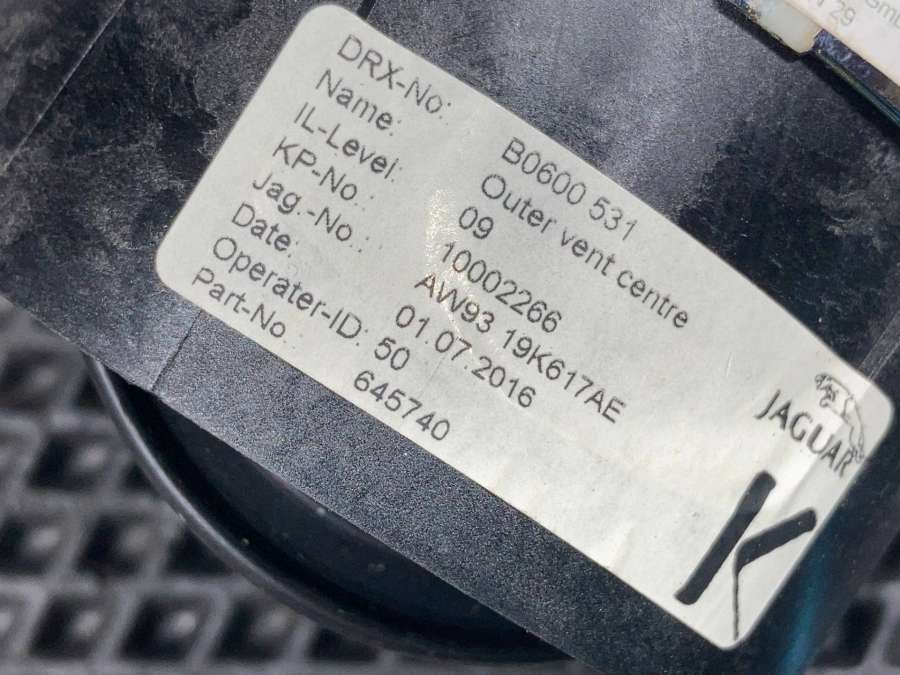 DRX-No: B0600 531
Name: Outer vent centre
IL-Level: 09
KP-No.: 10002266
Jag.-No.: AW93 19K617AE
Date: 01.07.2016
Operater-ID: 50
Part-No. 645740
JAGUAR
K
29